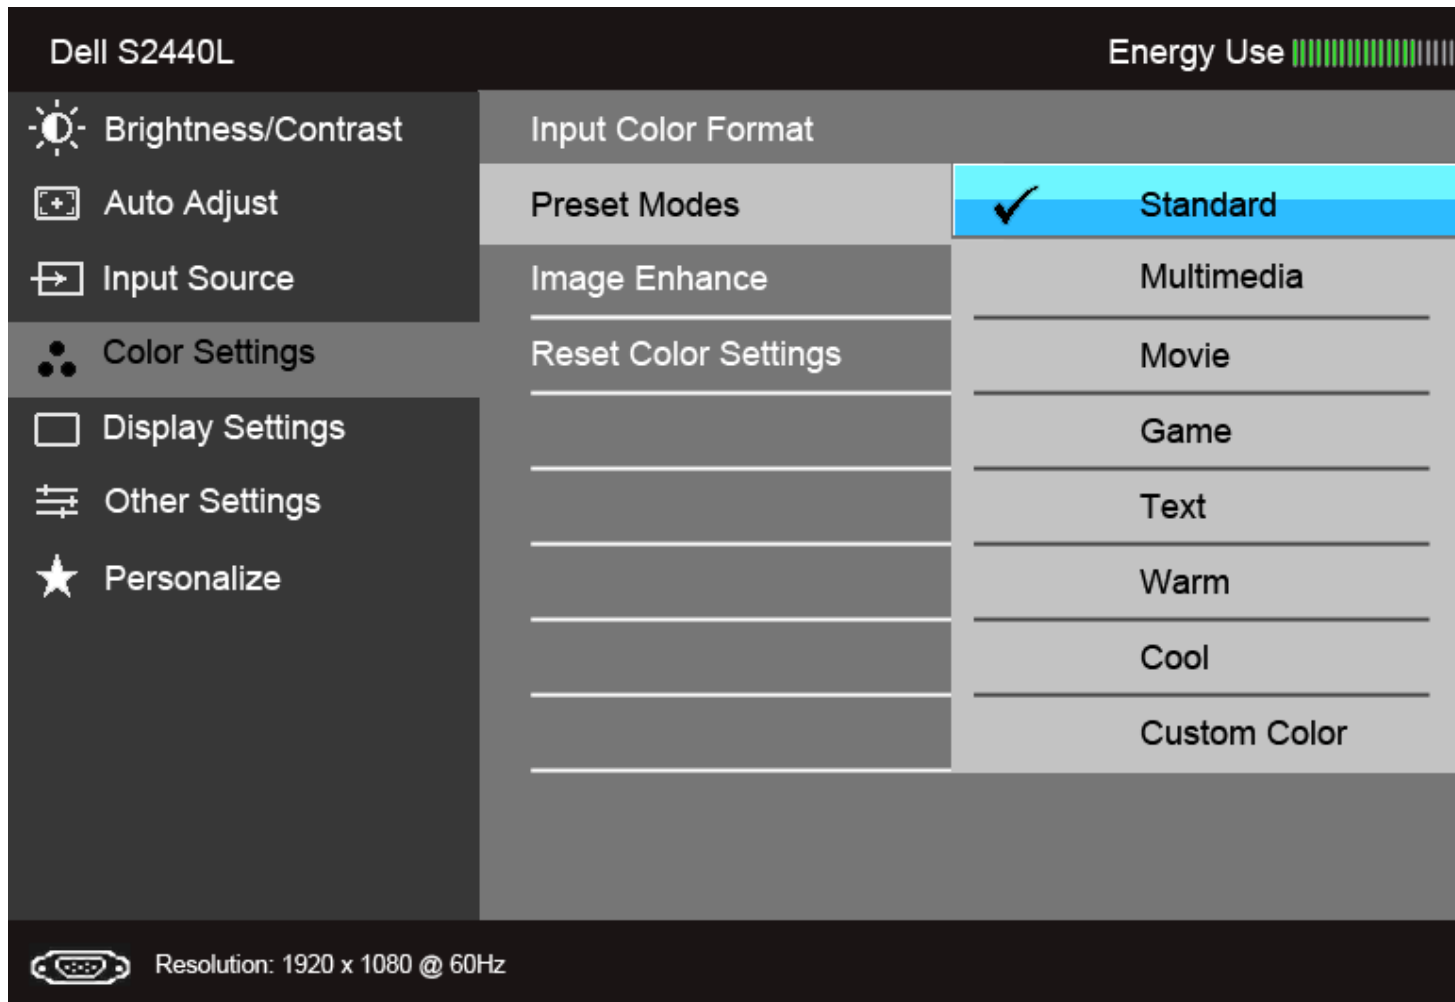 Dell S2440L
Energy Use
Brightness/Contrast
Auto Adjust
Input Source
Color Settings
Display Settings
Other Settings
Personalize
Input Color Format
Preset Modes
Image Enhance
Reset Color Settings
Standard
Multimedia
Movie
Game
Text
Warm
Cool
Custom Color
Resolution: 1920 x 1080 @ 60Hz